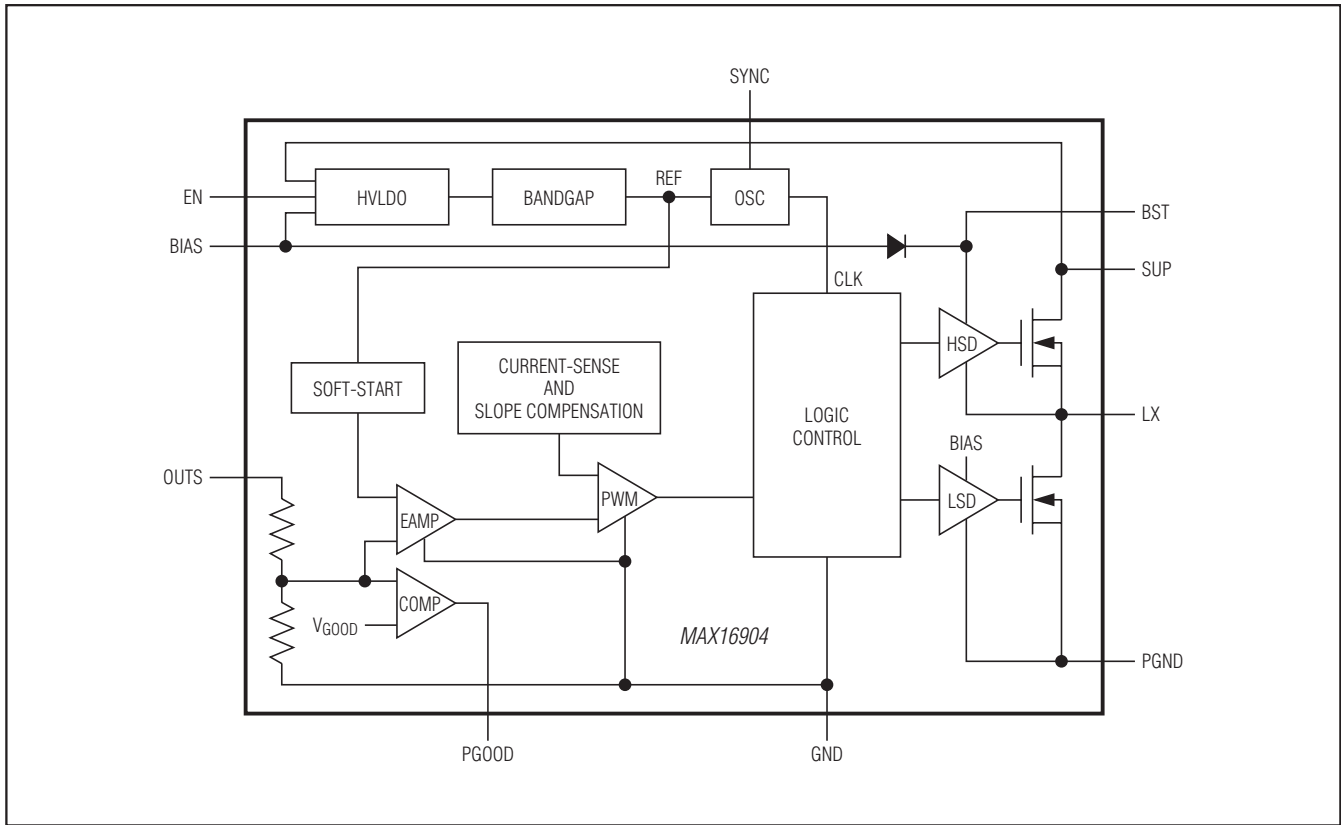 SYNC
EN
HVLDO
BANDGAP
REF
OSC
BST
BIAS
SUP
CLK
HSD
SOFT-START
CURRENT-SENSE
AND
SLOPE COMPENSATION
LOGIC
CONTROL
LX
BIAS
OUTS
EAMP
PWM
LSD
COMP
VGOOD
MAX16904
PGND
PGOOD
GND